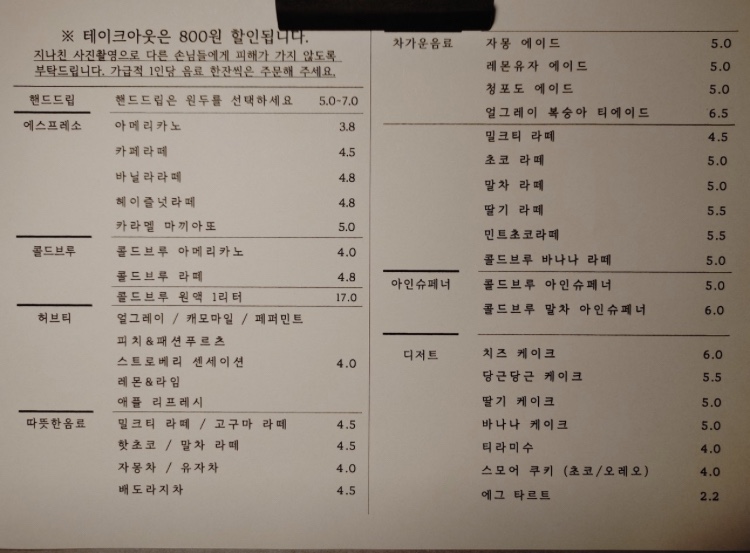 ※ 테이크아웃은 800원 할인됩니다.
지나친 사진촬영으로 다른 손님들에게 피해가 가지 않도록
부탁드립니다. 가급적 1인당 음료 한잔씩은 주문해 주세요.
핸드드립 핸드드립은 원두를 선택하세요 5.0~7.0
에스프레소 아메리카노 3.8
카페라떼 4.5
바닐라라떼 4.8
헤이즐넛라떼 4.8
카라멜 마끼아또 5.0
콜드브루 콜드브루 아메리카노 4.0
콜드브루 라떼 4.8
콜드브루 원액 1리터 17.0
허브티 얼그레이 / 캐모마일 / 페퍼민트
피치&패션푸르츠
스트로베리 센세이션 4.0
레몬&라임
애플 리프레시
따뜻한음료 밀크티 라떼 / 고구마 라떼 4.5
핫초코 / 말차 라떼 4.5
자몽차 / 유자차 4.0
배도라지차 4.5
차가운음료 자몽 에이드 5.0
레몬유자 에이드 5.0
청포도 에이드 5.0
얼그레이 복숭아 티에이드 6.5
밀크티 라떼 4.5
초코 라떼 5.0
말차 라떼 5.0
딸기 라떼 5.5
민트초코라떼 5.5
콜드브루 바나나 라떼 5.0
아인슈페너 콜드브루 아인슈페너 5.0
콜드브루 말차 아인슈페너 6.0
디저트 치즈 케이크 6.0
당근당근 케이크 5.5
딸기 케이크 5.0
바나나 케이크 5.0
티라미수 4.0
스모어 쿠키 (초코/오레오) 4.0
에그 타르트 2.2